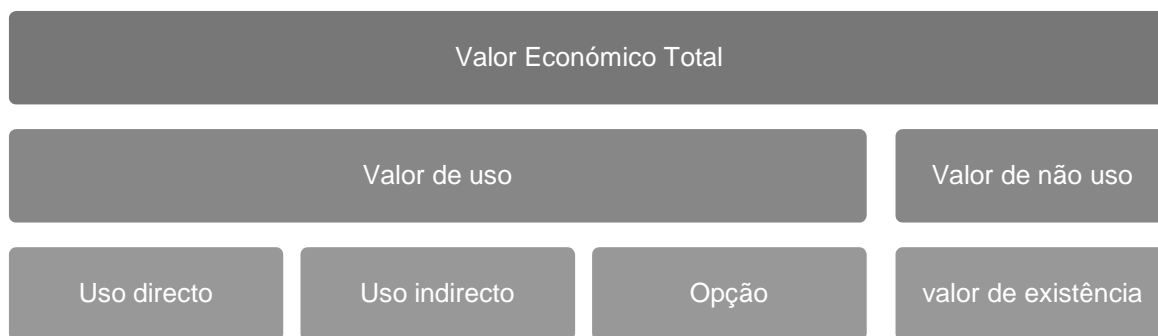 Valor Económico Total
Valor de uso
Valor de não uso
Uso directo
Uso indirecto
Opção
valor de existência